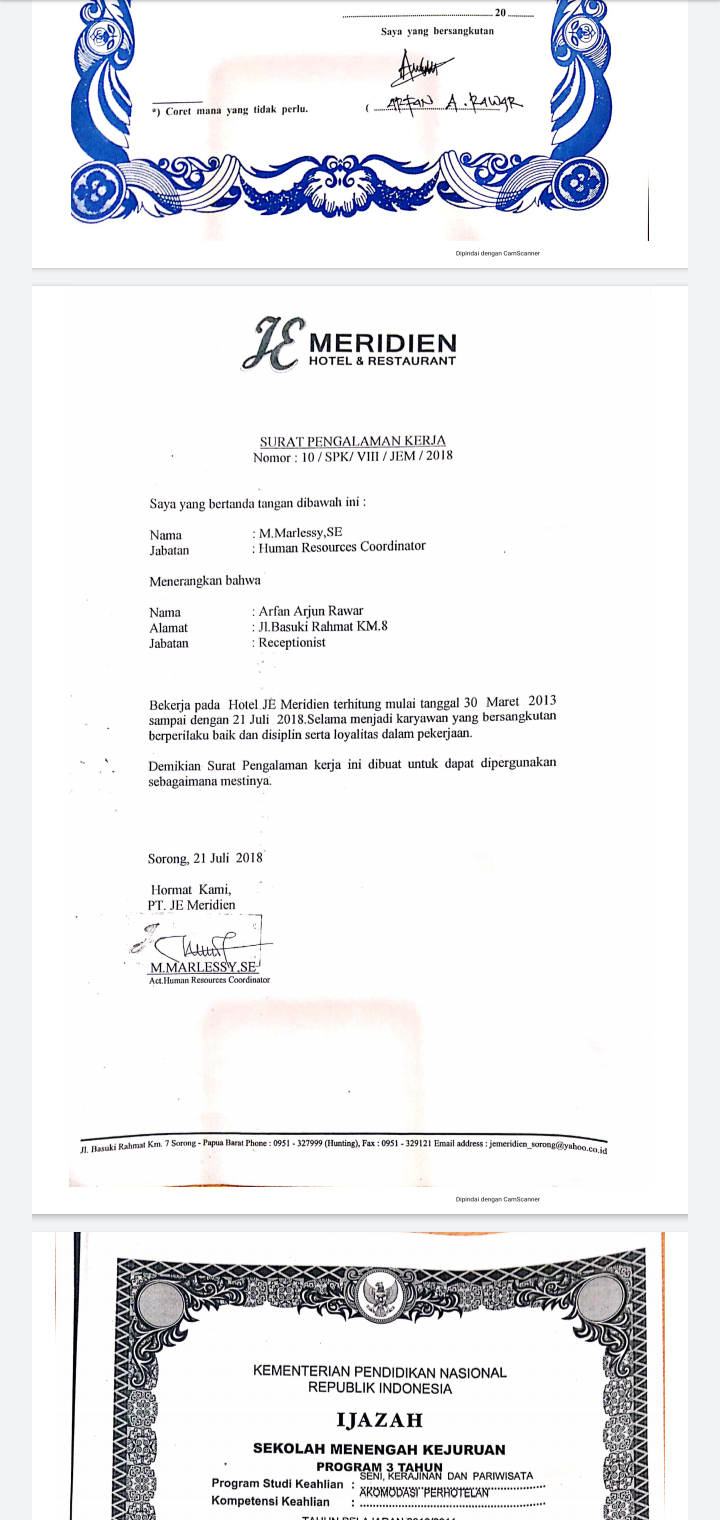 20
Saya yang bersangkutan
*) Coret mana yang tidak perlu.
( ARFAN A. RAWAR
Dipindai dengan CamScanner
JE MERIDIEN
HOTEL & RESTAURANT
SURAT PENGALAMAN KERJA
Nomor : 10 / SPK/ VIII / JEM / 2018
Saya yang bertanda tangan dibawah ini :
Nama : M.Marlessy,SE
Jabatan : Human Resources Coordinator
Menerangkan bahwa
Nama : Arfan Arjun Rawar
Alamat : Jl.Basuki Rahmat KM.8
Jabatan : Receptionist
Bekerja pada Hotel JE Meridien terhitung mulai tanggal 30 Maret 2013
sampai dengan 21 Juli 2018.Selama menjadi karyawan yang bersangkutan
berperilaku baik dan disiplin serta loyalitas dalam pekerjaan.
Demikian Surat Pengalaman kerja ini dibuat untuk dapat dipergunakan
sebagaimana mestinya.
Sorong, 21 Juli 2018
Hormat Kami,
PT. JE Meridien
M.MARLESSY,SE
Act.Human Resources Coordinator
Jl. Basuki Rahmat Km. 7 Sorong - Papua Barat Phone : 0951 - 327999 (Hunting), Fax : 0951 - 329121 Email address : jemeridien_sorong@yahoo.co.id
Dipindai dengan CamScanner
KEMENTERIAN PENDIDIKAN NASIONAL
REPUBLIK INDONESIA
IJAZAH
SEKOLAH MENENGAH KEJURUAN
PROGRAM 3 TAHUN
Program Studi Keahlian : SENI, KERAJINAN DAN PARIWISATA
Kompetensi Keahlian : AKOMODASI PERHOTELAN